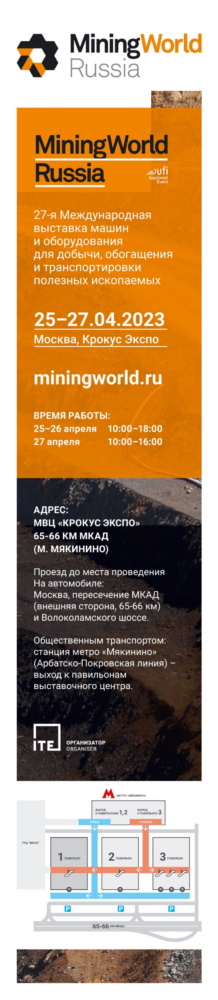 MiningWorld
Russia
MiningWorld
Russia
ufi
Approved
Event
27-я Международная
выставка машин
и оборудования
для добычи, обогащения
и транспортировки
полезных ископаемых
25–27.04.2023
Москва, Крокус Экспо
miningworld.ru
ВРЕМЯ РАБОТЫ:
25–26 апреля 10:00–18:00
27 апреля 10:00–16:00
АДРЕС:
МВЦ «КРОКУС ЭКСПО»
65-66 КМ МКАД
(М. МЯКИНИНО)
Проезд до места проведения
На автомобиле:
Москва, пересечение МКАД
(внешняя сторона, 65-66 км)
и Волоколамского шоссе.
Общественным транспортом:
станция метро «Мякинино»
(Арбатско-Покровская линия) –
выход к павильонам
выставочного центра.
ITE
ОРГАНИЗАТОР
ORGANISER
М МЕТРО «МЯКИНИНО»
ВЫХОД
К ПАВИЛЬОНАМ 1,2
ВЫХОД
К ПАВИЛЬОНУ 3
УЛИЦА
ТОННЕЛЬ
ТРЦ "ВЕГАС"
1 ПАВИЛЬОН
2 ПАВИЛЬОН
3 ПАВИЛЬОН
P
P
P
65-66 КМ МКАД